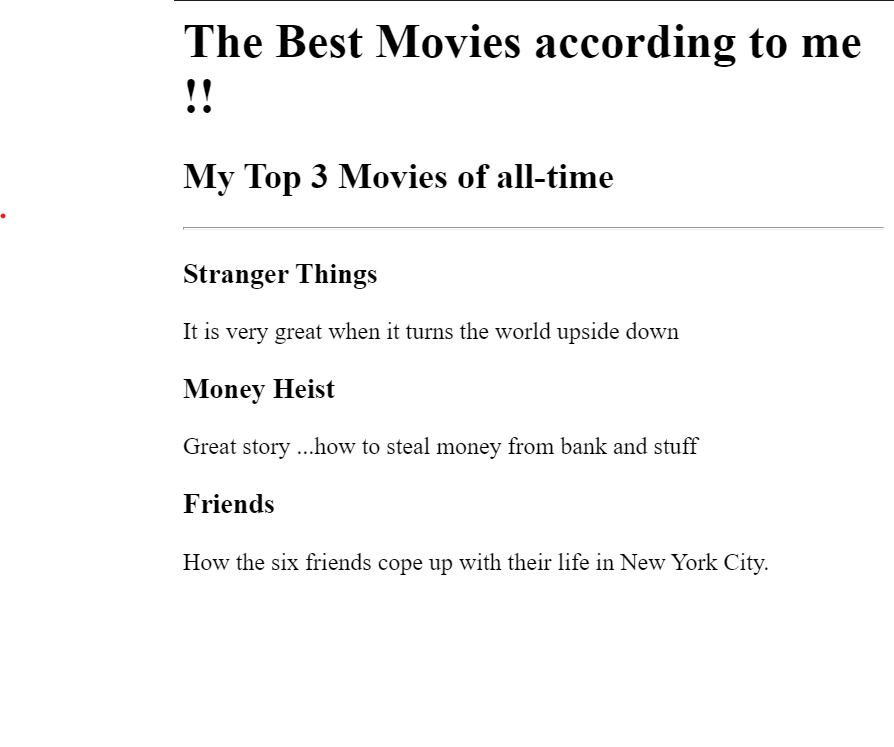 The Best Movies according to me
!!
My Top 3 Movies of all-time
Stranger Things
It is very great when it turns the world upside down
Money Heist
Great story ...how to steal money from bank and stuff
Friends
How the six friends cope up with their life in New York City.